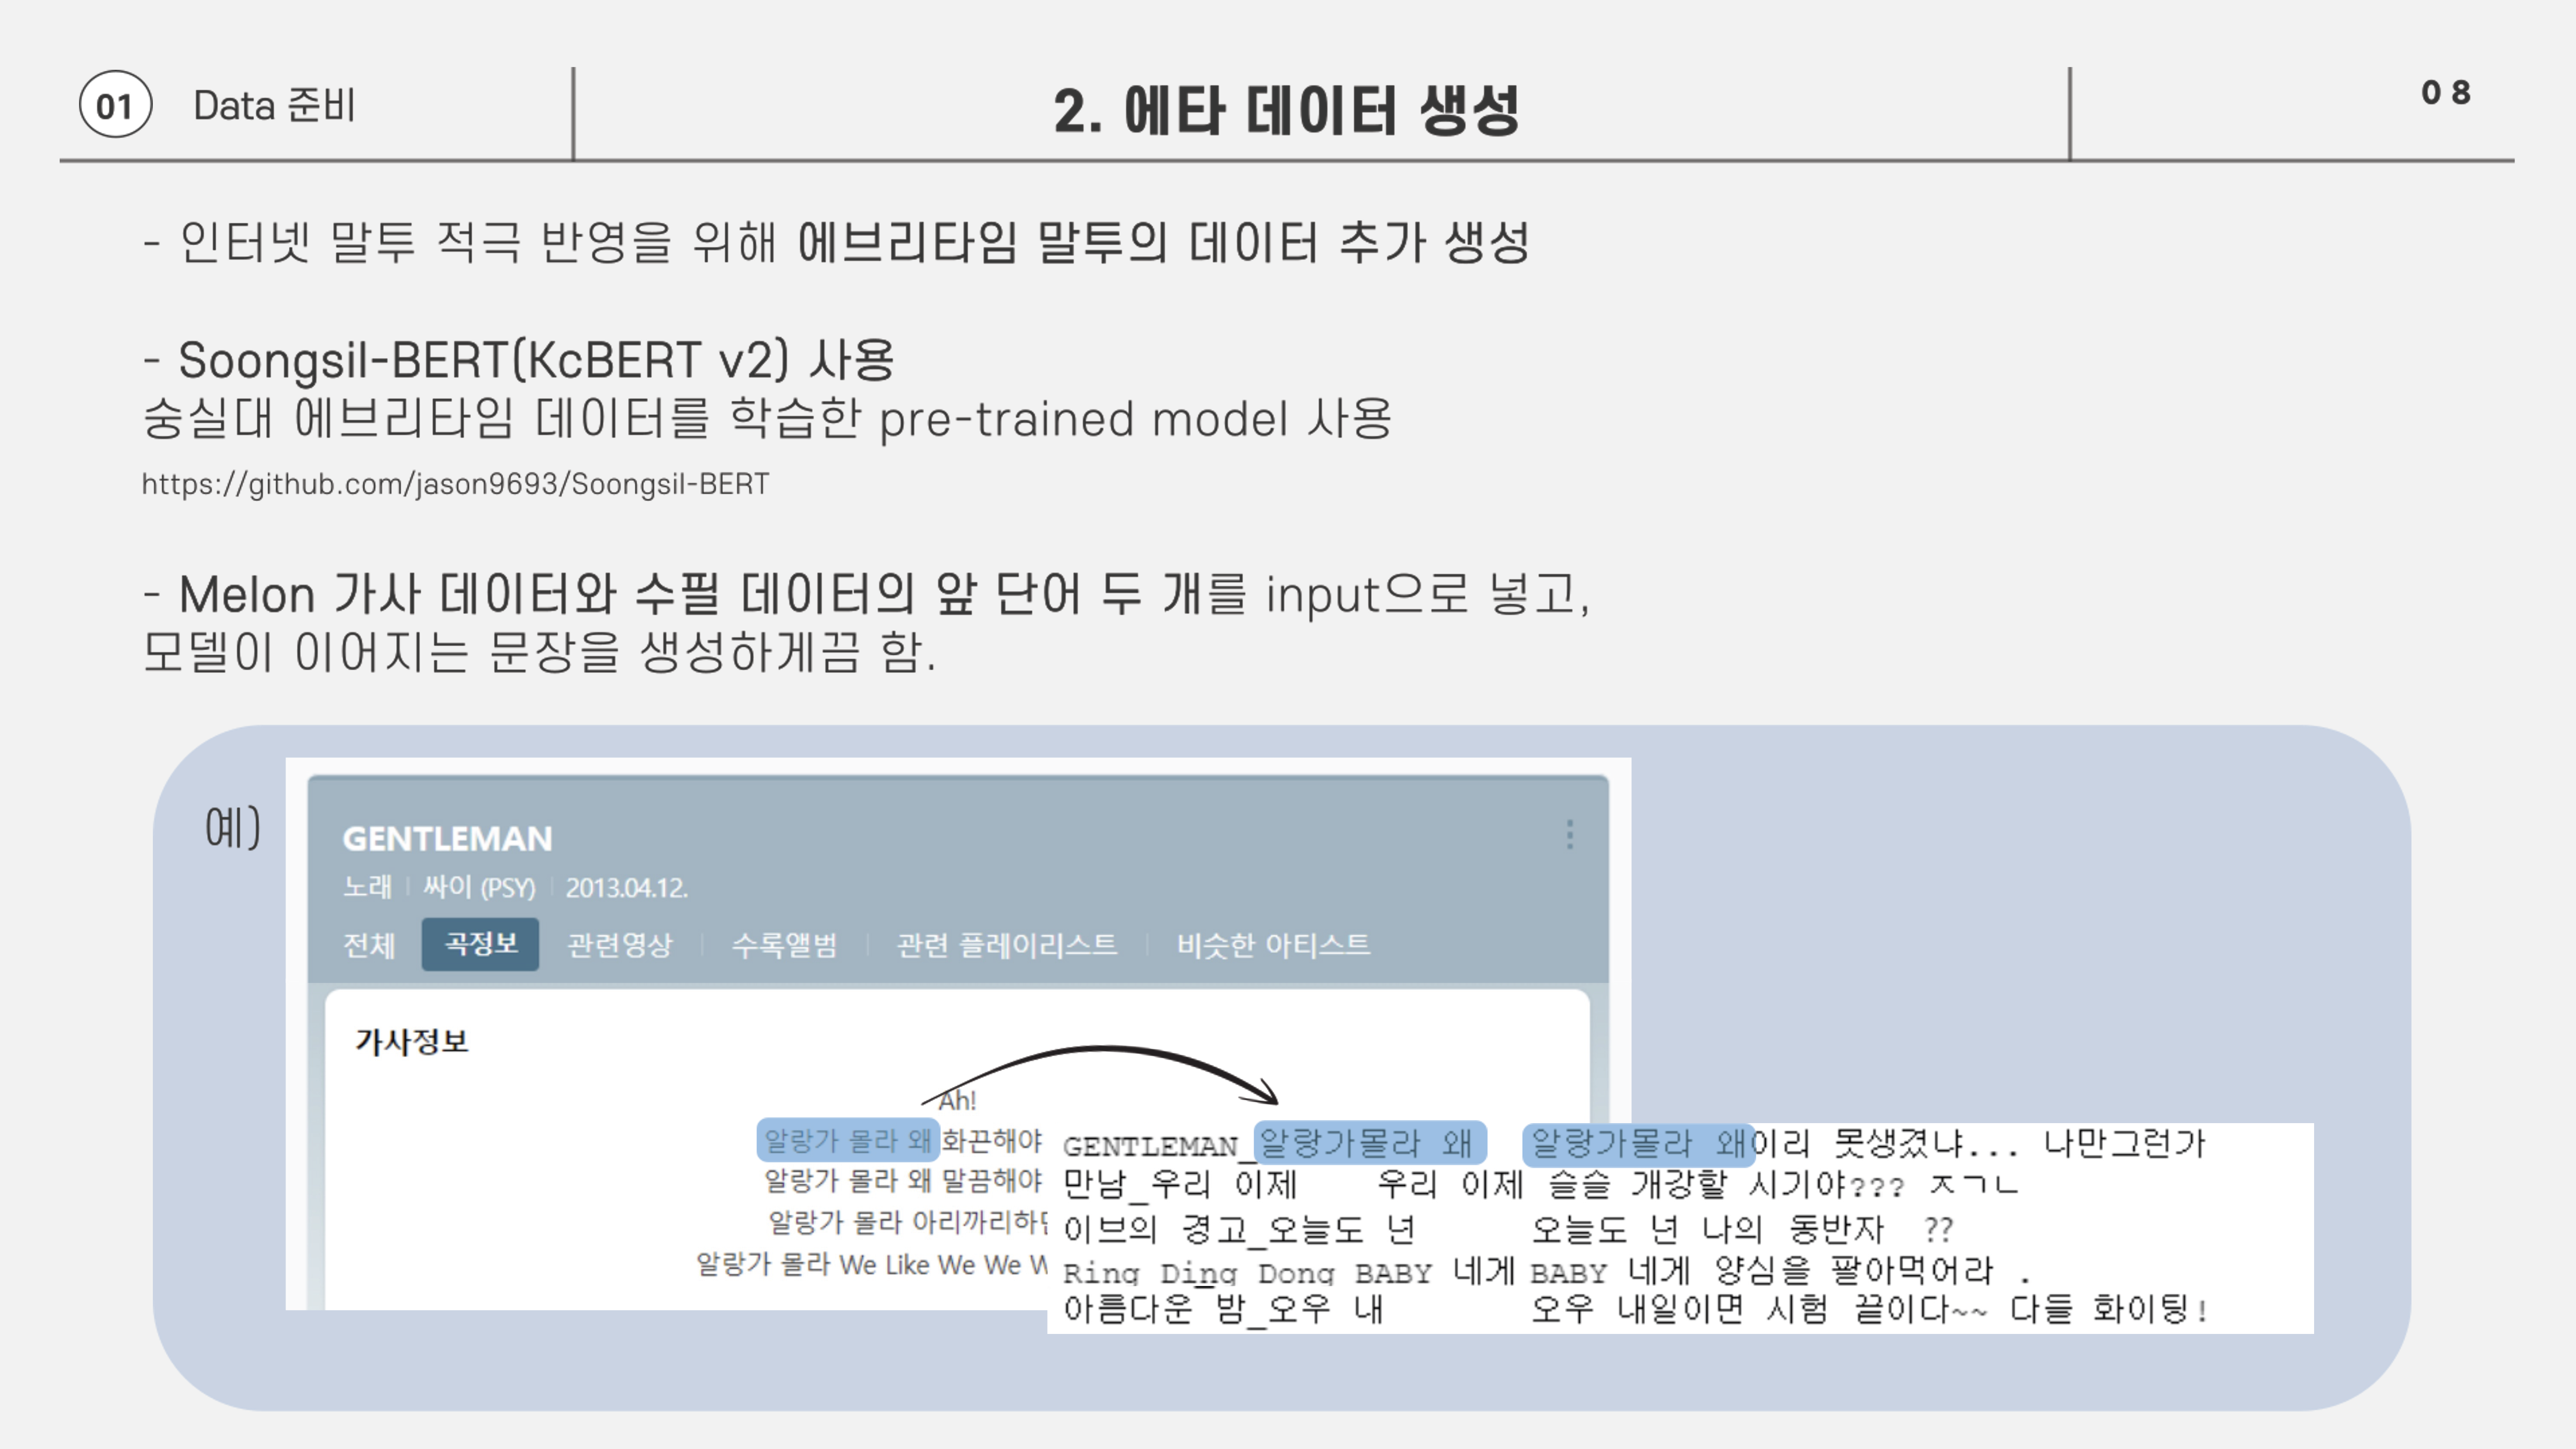 01 Data 준비
2. 에타 데이터 생성
08
- 인터넷 말투 적극 반영을 위해 에브리타임 말투의 데이터 추가 생성
- Soongsil-BERT(KcBERT v2) 사용
숭실대 에브리타임 데이터를 학습한 pre-trained model 사용
https://github.com/jason9693/Soongsil-BERT
- Melon 가사 데이터와 수필 데이터의 앞 단어 두 개를 input으로 넣고,
모델이 이어지는 문장을 생성하게끔 함.
예)
GENTLEMAN
노래 싸이 (PSY) 2013.04.12.
전체 곡정보 관련영상 수록앨범 관련 플레이리스트 비슷한 아티스트
가사정보
Ah!
알랑가 몰라 왜 화끈해야
알랑가 몰라 왜 말끔해야
알랑가 몰라 아리까리하
알랑가 몰라 We Like We We
GENTLEMAN_알랑가몰라 왜 알랑가몰라 왜이리 못생겼냐... 나만그런가
만남_우리 이제 우리 이제 슬슬 개강할 시기야??? ㅈㄱㄴ
이브의 경고_오늘도 넌 오늘도 넌 나의 동반자 ??
Ring Ding Dong BABY 네게 BABY 네게 양심을 팔아먹어라 .
아름다운 밤_오우 내 오우 내일이면 시험 끝이다~~ 다들 화이팅!